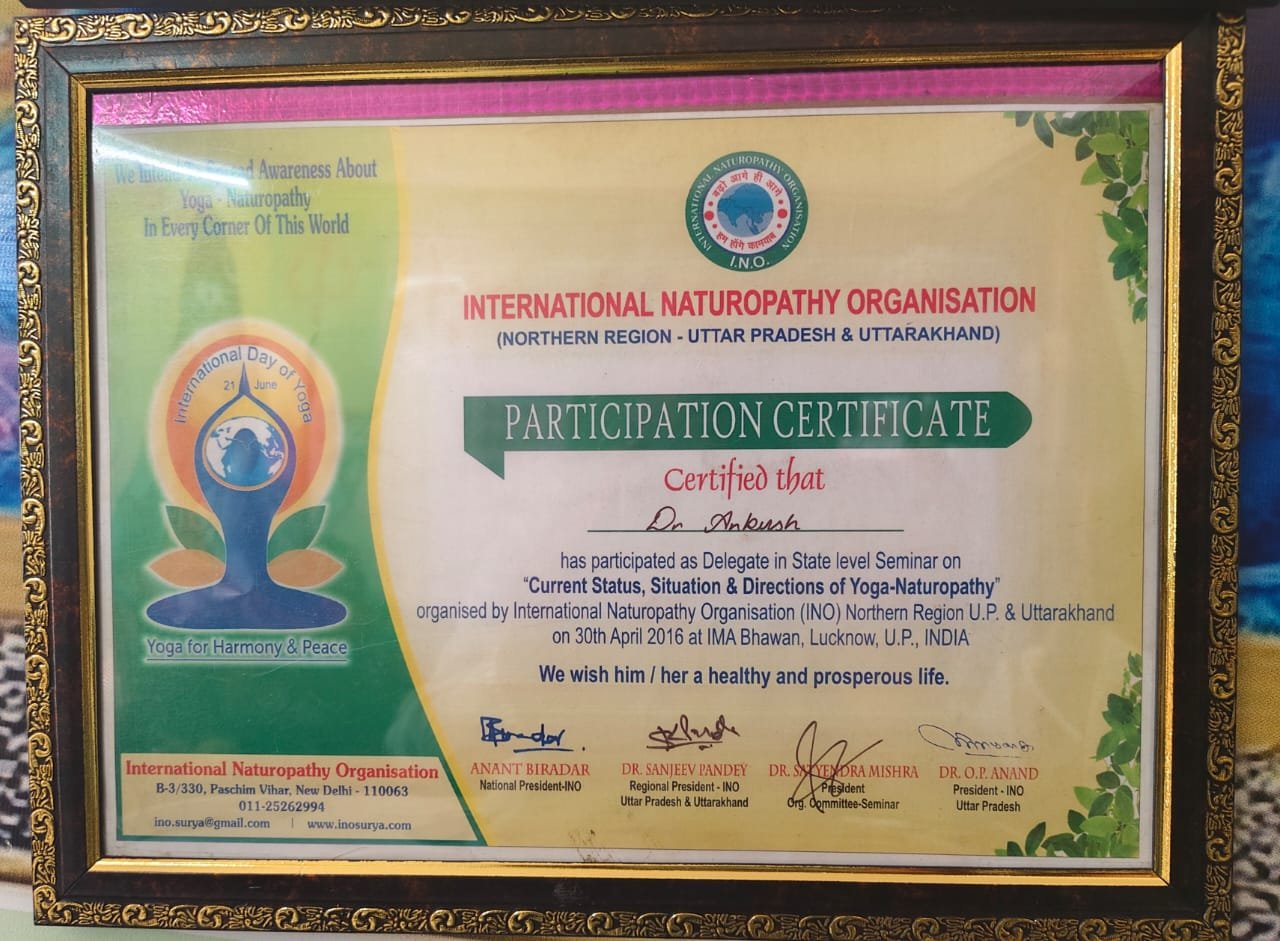 We Intend To Spread Awareness About
Yoga - Naturopathy
In Every Corner Of This World
International Day of Yoga
21 June
Yoga for Harmony & Peace
International Naturopathy Organisation
B-3/330, Paschim Vihar, New Delhi - 110063
011-25262994
ino.surya@gmail.com | www.inosurya.com
INTERNATIONAL NATUROPATHY ORGANISATION
बढ़ो आगे ही आगे
हम होंगे कामयाब
I.N.O.
INTERNATIONAL NATUROPATHY ORGANISATION
(NORTHERN REGION - UTTAR PRADESH & UTTARAKHAND)
PARTICIPATION CERTIFICATE
Certified that
Dr Ankush
has participated as Delegate in State level Seminar on
“Current Status, Situation & Directions of Yoga-Naturopathy”
organised by International Naturopathy Organisation (INO) Northern Region U.P. & Uttarakhand
on 30th April 2016 at IMA Bhawan, Lucknow, U.P., INDIA
We wish him / her a healthy and prosperous life.
ANANT BIRADAR
National President-INO
DR. SANJEEV PANDEY
Regional President - INO
Uttar Pradesh & Uttarakhand
DR. SATYENDRA MISHRA
President
Org. Committee-Seminar
DR. O.P. ANAND
President - INO
Uttar Pradesh